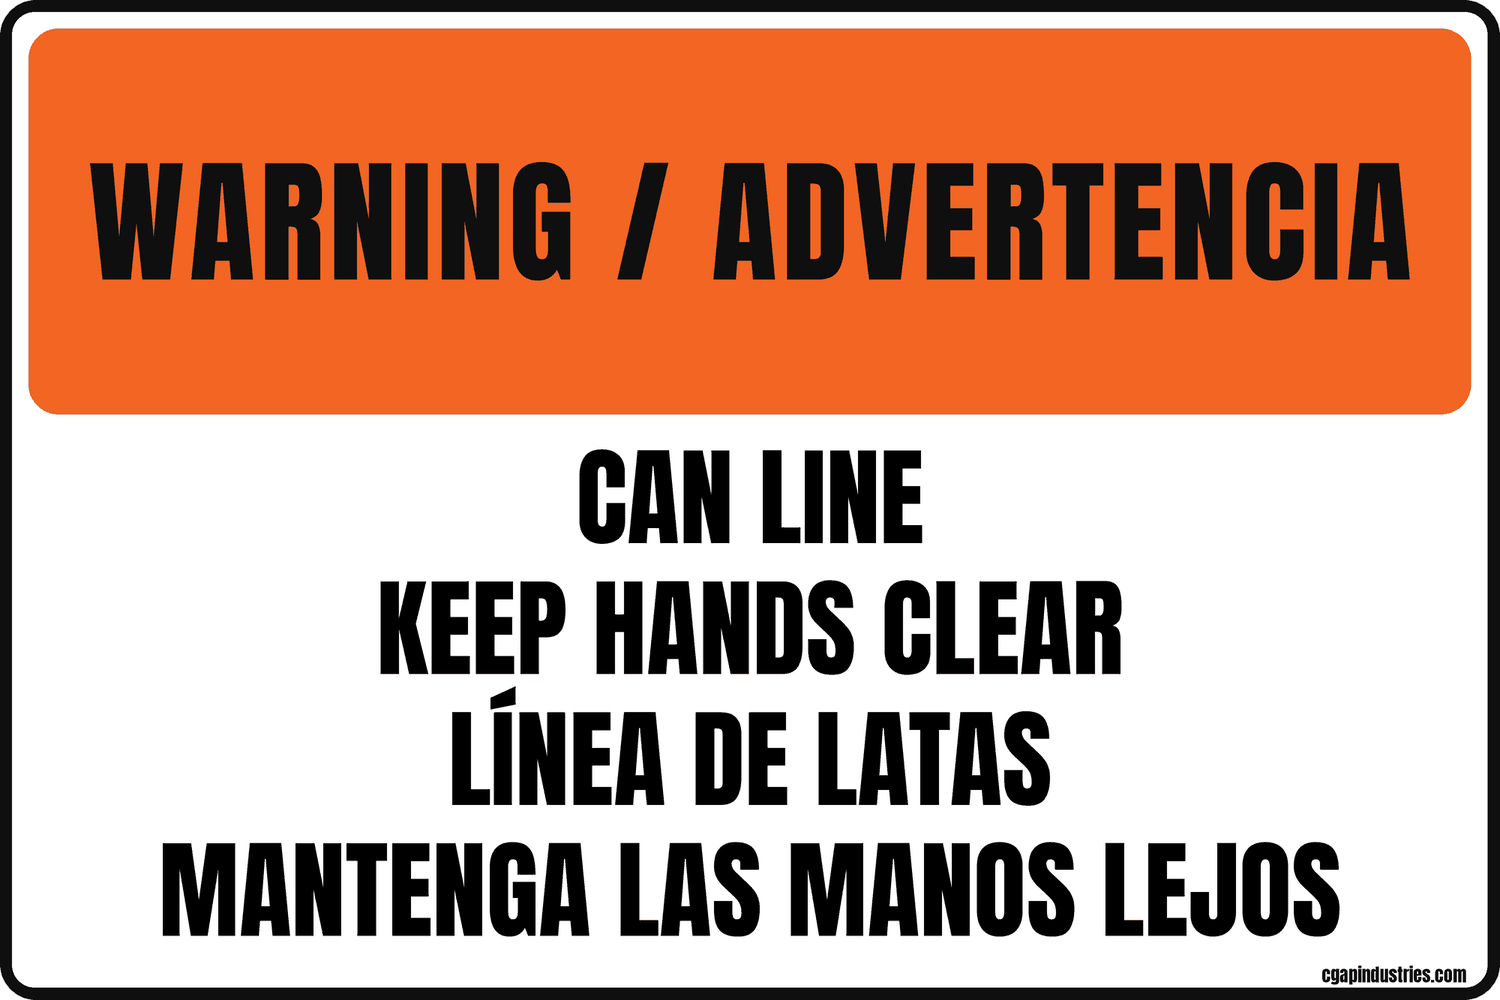 WARNING / ADVERTENCIA
CAN LINE
KEEP HANDS CLEAR
LÍNEA DE LATAS
MANTENGA LAS MANOS LEJOS
cgapindustries.com